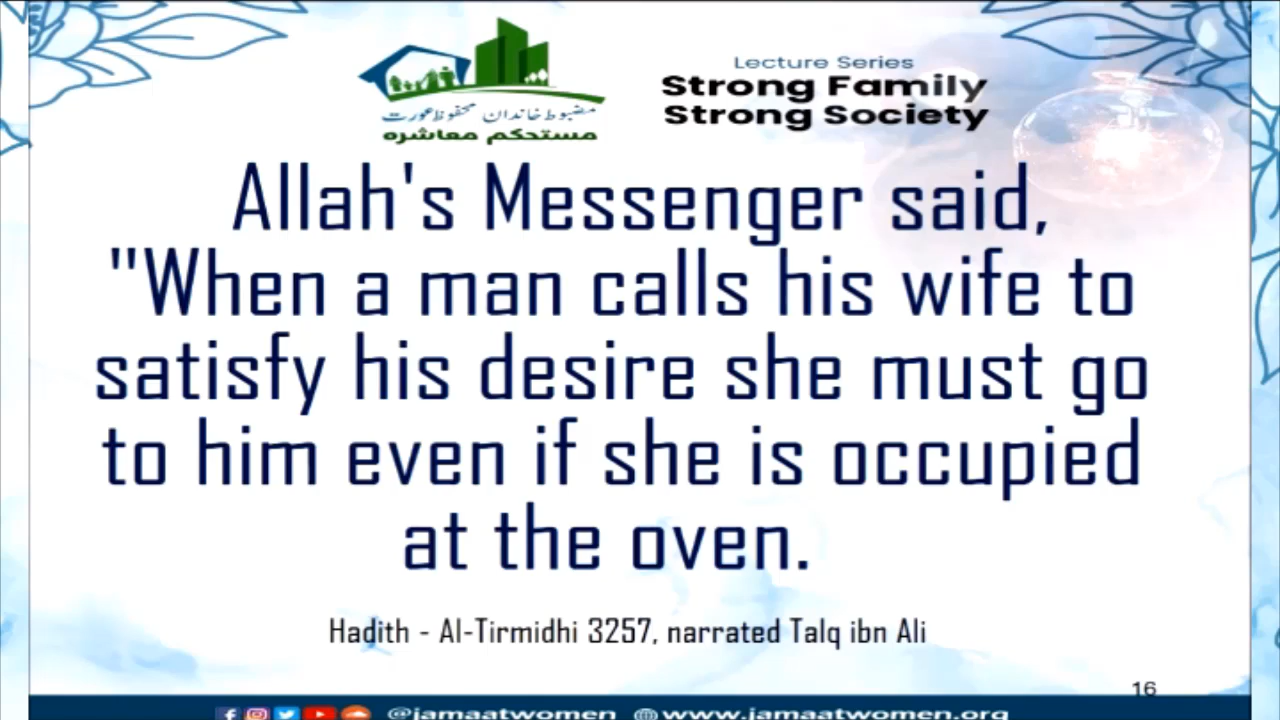 Lecture Series
Strong Family
Strong Society
مضبوط خاندان محفوظ عورت
مستحکم معاشرہ
Allah's Messenger said,
"When a man calls his wife to
satisfy his desire she must go
to him even if she is occupied
at the oven.
Hadith - Al-Tirmidhi 3257, narrated Talq ibn Ali
16
@jamaatwomen www.jamaatwomen.org